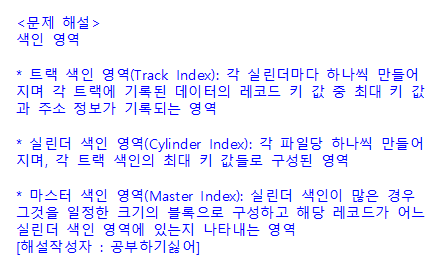 <문제 해설>
색인 영역
* 트랙 색인 영역(Track Index): 각 실린더마다 하나씩 만들어
지며 각 트랙에 기록된 데이터의 레코드 키 값 중 최대 키 값
과 주소 정보가 기록되는 영역
* 실린더 색인 영역(Cylinder Index): 각 파일당 하나씩 만들어
지며, 각 트랙 색인의 최대 키 값들로 구성된 영역
* 마스터 색인 영역(Master Index): 실린더 색인이 많은 경우
그것을 일정한 크기의 블록으로 구성하고 해당 레코드가 어느
실린더 색인 영역에 있는지 나타내는 영역
[해설작성자 : 공부하기싫어]